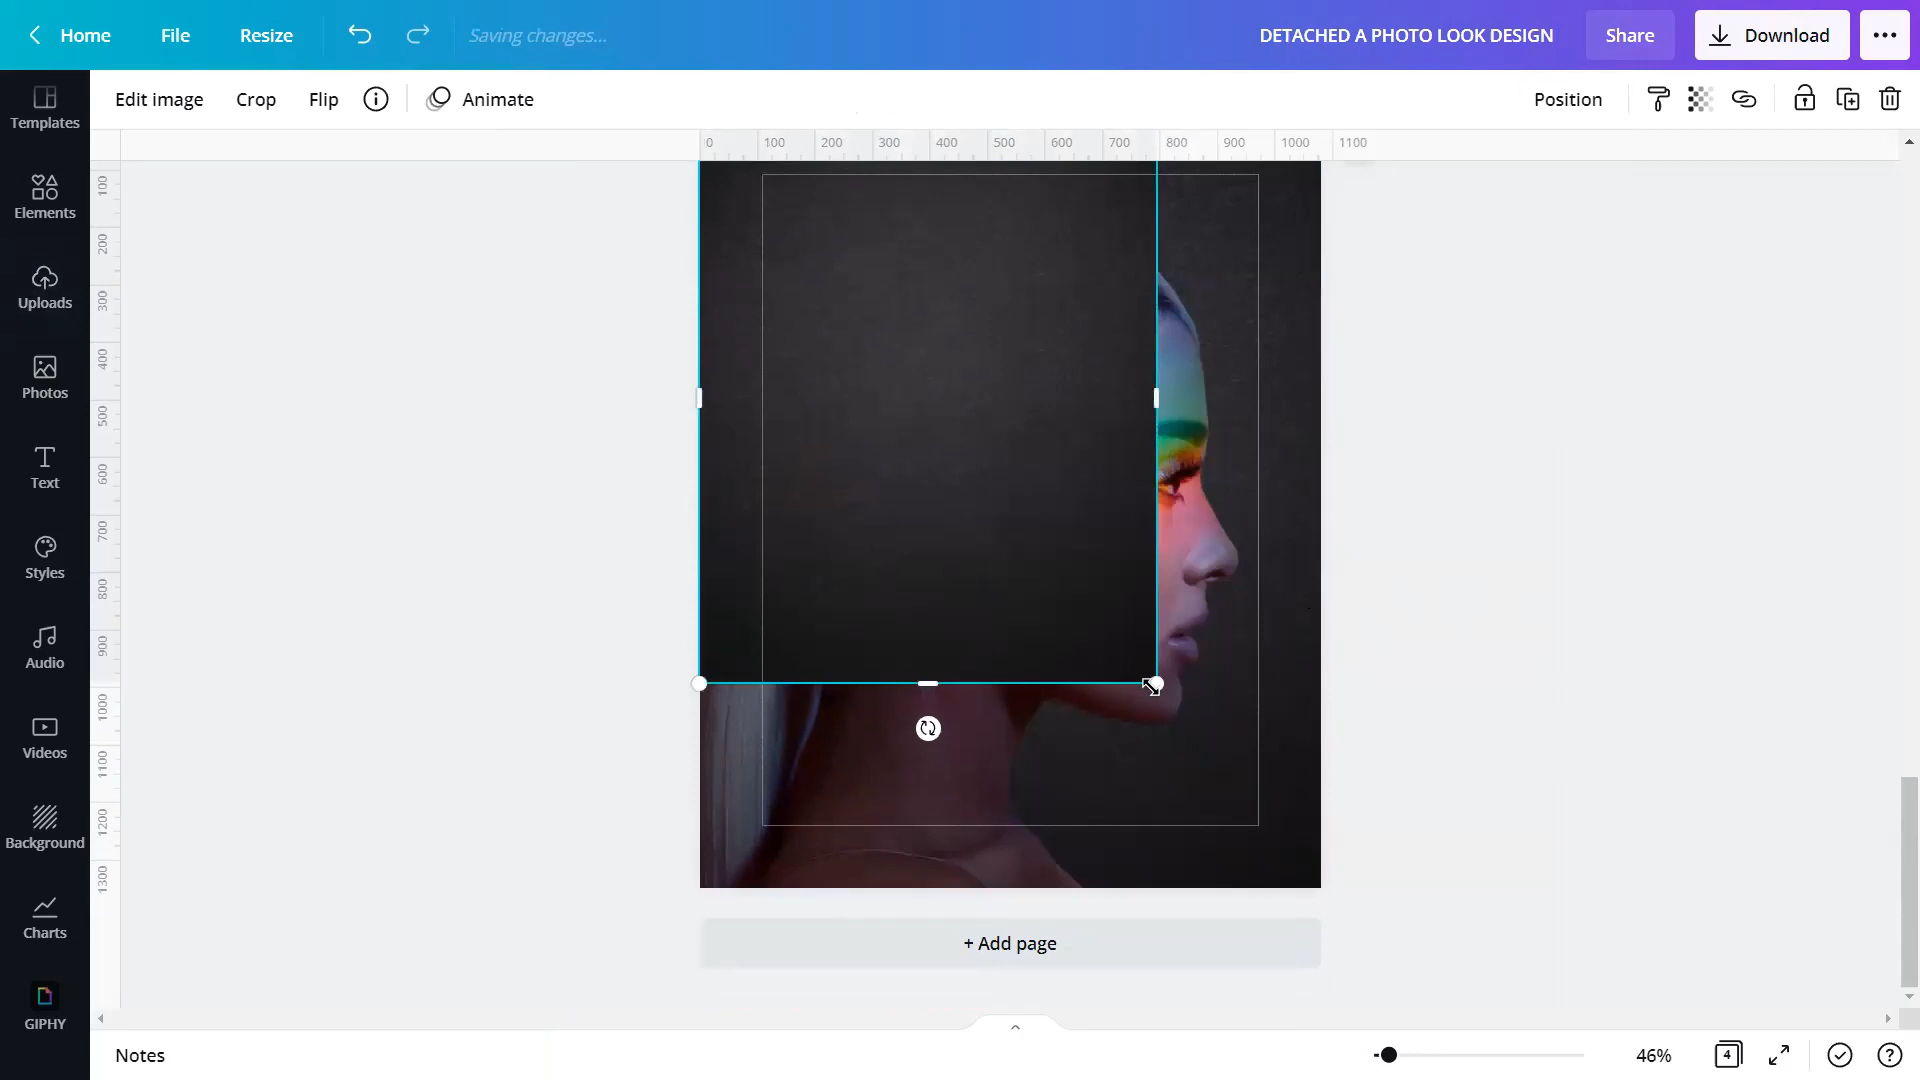 Home File Resize Saving changes... DETACHED A PHOTO LOOK DESIGN Share Download
Edit image Crop Flip Animate Position
0 100 200 300 400 500 600 700 800 900 1000 1100
100
200
300
400
500
600
700
800
900
1000
1100
1200
1300
Templates
Elements
Uploads
Photos
Text
Styles
Audio
Videos
Background
Charts
GIPHY
+ Add page
Notes 46% 4